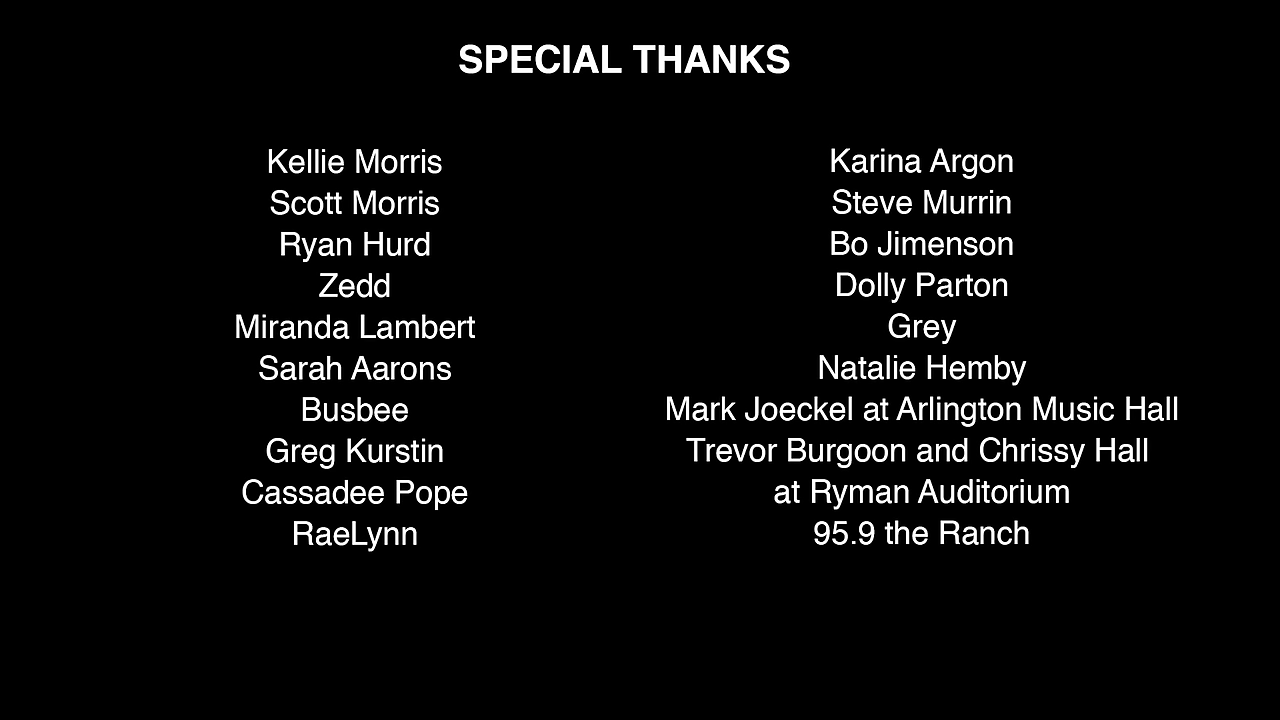 SPECIAL THANKS
Kellie Morris
Scott Morris
Ryan Hurd
Zedd
Miranda Lambert
Sarah Aarons
Busbee
Greg Kurstin
Cassadee Pope
RaeLynn
Karina Argon
Steve Murrin
Bo Jimenson
Dolly Parton
Grey
Natalie Hemby
Mark Joeckel at Arlington Music Hall
Trevor Burgoon and Chrissy Hall
at Ryman Auditorium
95.9 the Ranch